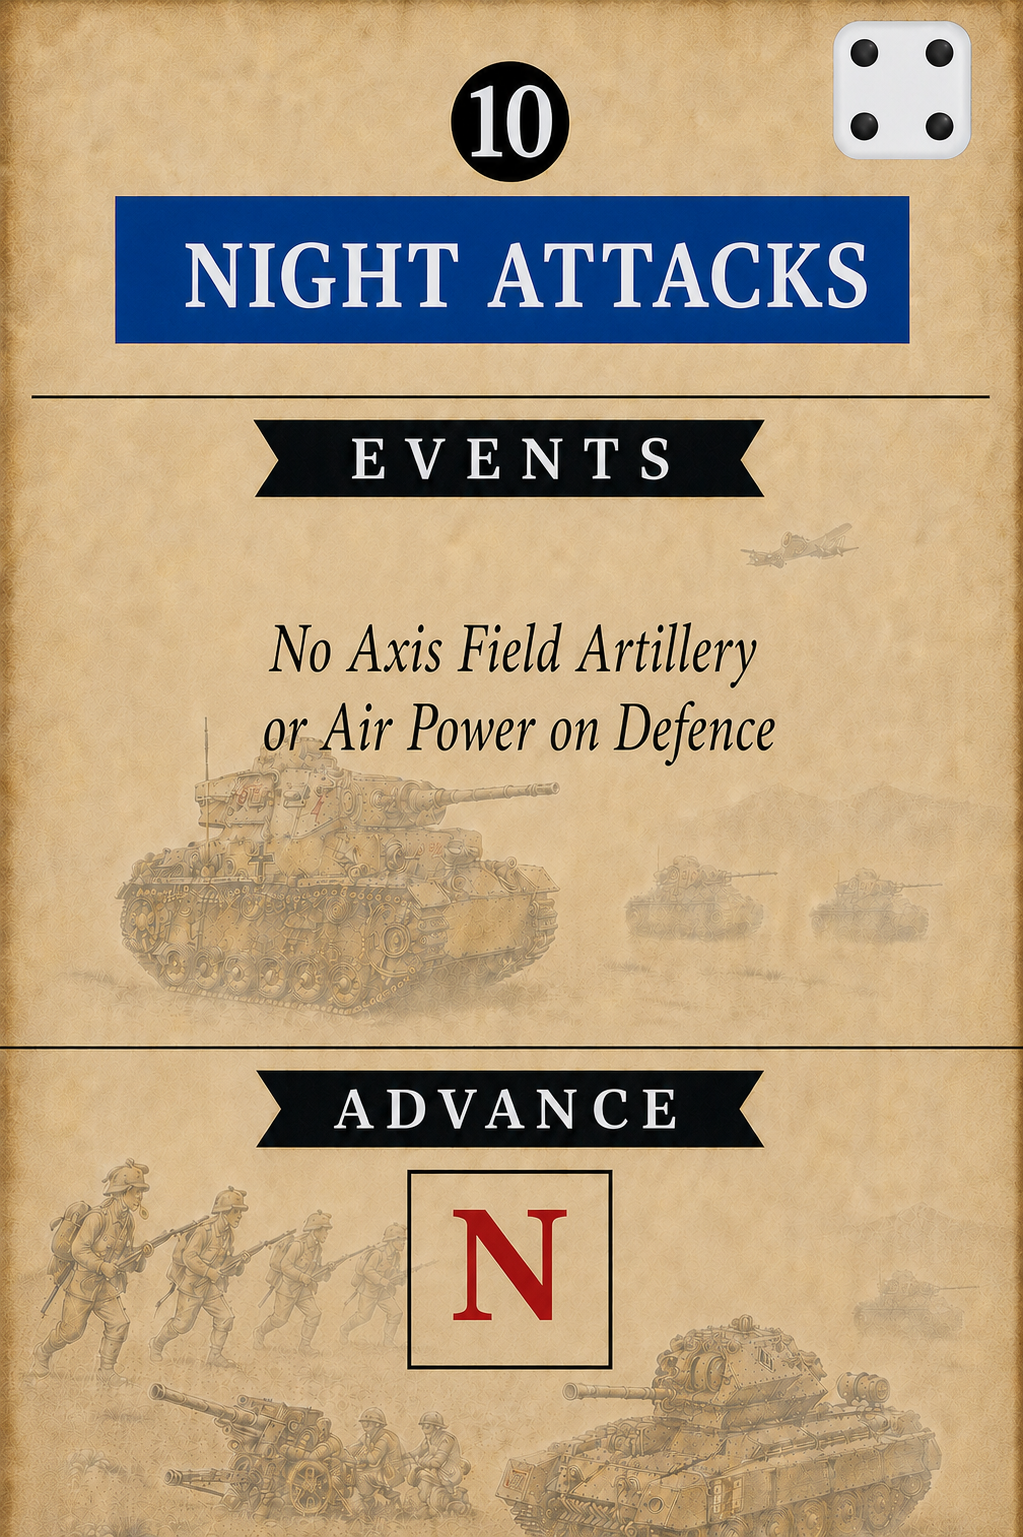 10
NIGHT ATTACKS
EVENTS
No Axis Field Artillery
or Air Power on Defence
ADVANCE
N